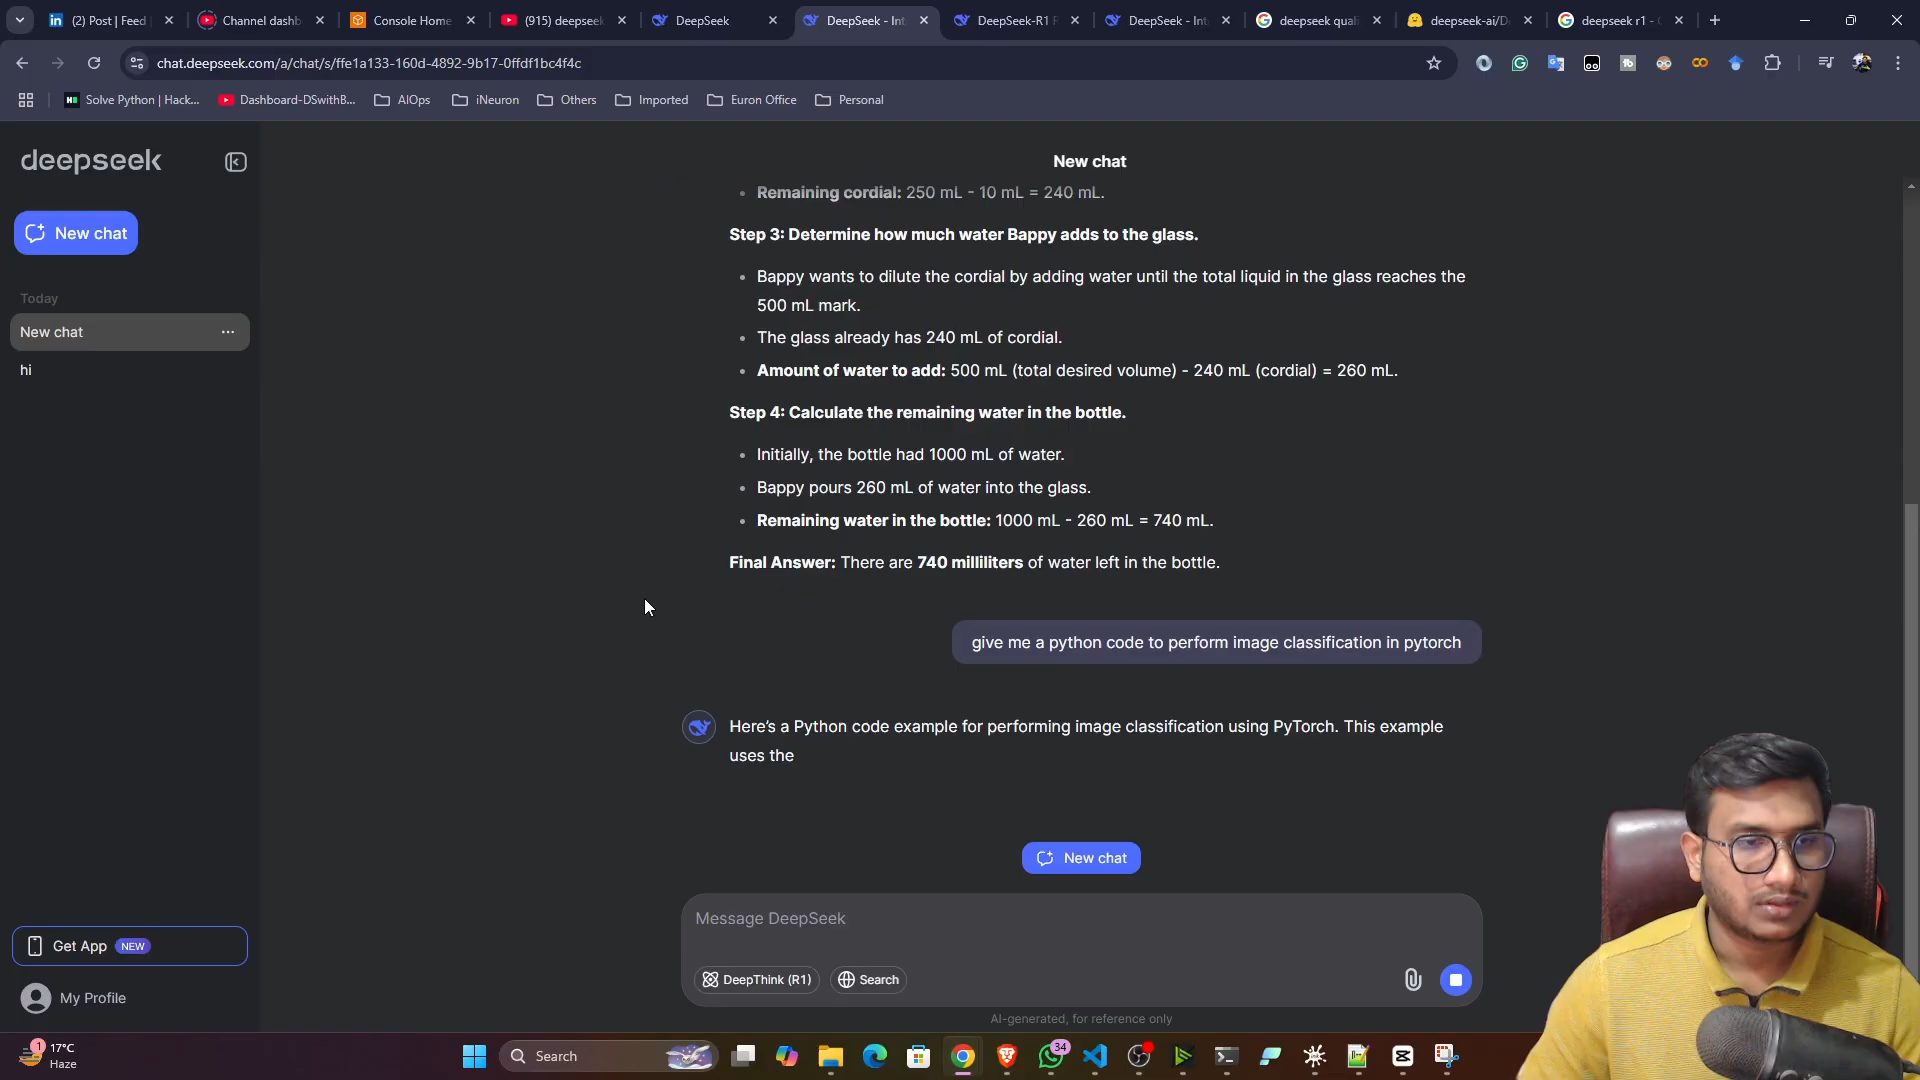 (2) Post | Feed
Channel dashb
Console Home
(915) deepseek
DeepSeek
DeepSeek - Int
DeepSeek-R1 R
DeepSeek - Int
deepseek quali
deepseek-ai/D
deepseek r1 -
chat.deepseek.com/a/chat/s/ffe1a133-160d-4892-9b17-0ffdf1bc4f4c
Solve Python | Hack...
Dashboard-DSwithB...
AIOps
iNeuron
Others
Imported
Euron Office
Personal
deepseek
New chat
Today
New chat
hi
Get App NEW
My Profile
New chat
Remaining cordial: 250 mL - 10 mL = 240 mL.
Step 3: Determine how much water Bappy adds to the glass.
Bappy wants to dilute the cordial by adding water until the total liquid in the glass reaches the
500 mL mark.
The glass already has 240 mL of cordial.
Amount of water to add: 500 mL (total desired volume) - 240 mL (cordial) = 260 mL.
Step 4: Calculate the remaining water in the bottle.
Initially, the bottle had 1000 mL of water.
Bappy pours 260 mL of water into the glass.
Remaining water in the bottle: 1000 mL - 260 mL = 740 mL.
Final Answer: There are 740 milliliters of water left in the bottle.
give me a python code to perform image classification in pytorch
Here's a Python code example for performing image classification using PyTorch. This example
uses the
New chat
Message DeepSeek
DeepThink (R1)
Search
AI-generated, for reference only
1
17°C
Haze
Search
34